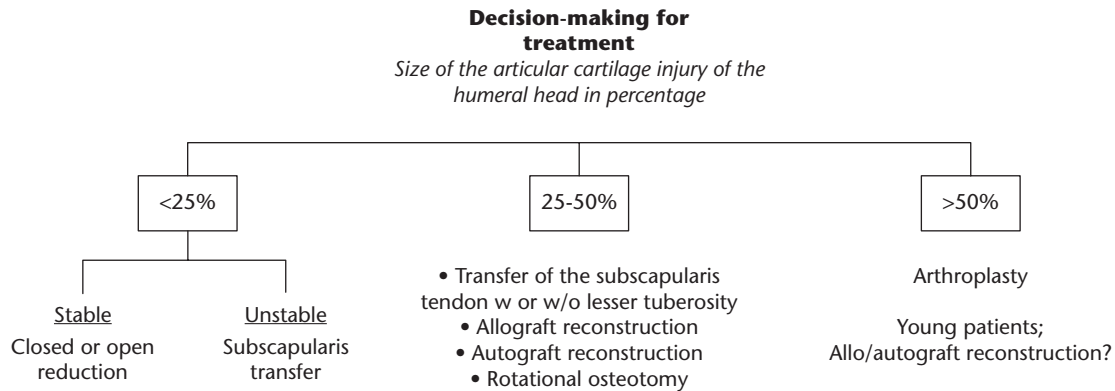 Decision-making for
treatment
Size of the articular cartilage injury of the
humeral head in percentage
<25%
25-50%
>50%
Stable
Closed or open
reduction
Unstable
Subscapularis
transfer
• Transfer of the subscapularis
tendon w or w/o lesser tuberosity
• Allograft reconstruction
• Autograft reconstruction
• Rotational osteotomy
Arthroplasty
Young patients;
Allo/autograft reconstruction?